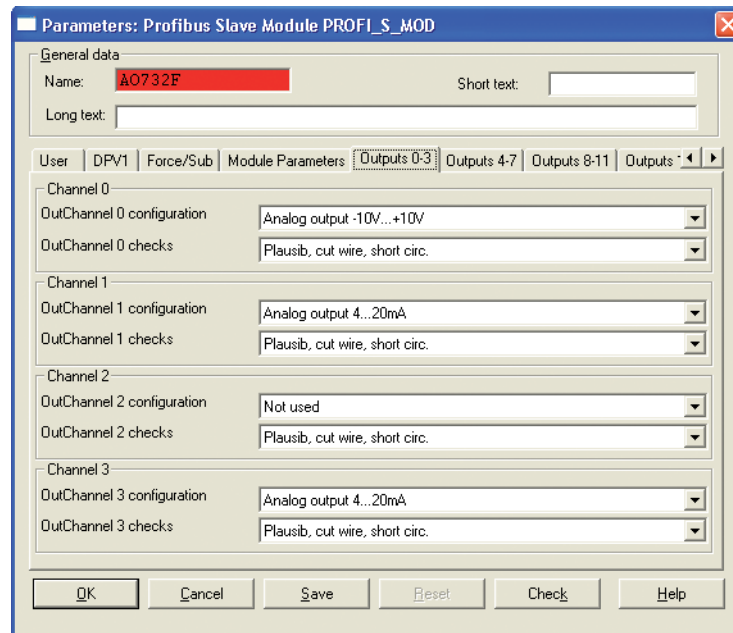 Parameters: Profibus Slave Module PROFI_S_MOD
General data
Name: AO732F Short text:
Long text:
User DPV1 Force/Sub Module Parameters Outputs 0-3 Outputs 4-7 Outputs 8-11 Outputs
Channel 0
OutChannel 0 configuration Analog output -10V...+10V
OutChannel 0 checks Plausib, cut wire, short circ.
Channel 1
OutChannel 1 configuration Analog output 4...20mA
OutChannel 1 checks Plausib, cut wire, short circ.
Channel 2
OutChannel 2 configuration Not used
OutChannel 2 checks Plausib, cut wire, short circ.
Channel 3
OutChannel 3 configuration Analog output 4...20mA
OutChannel 3 checks Plausib, cut wire, short circ.
OK Cancel Save Reset Check Help